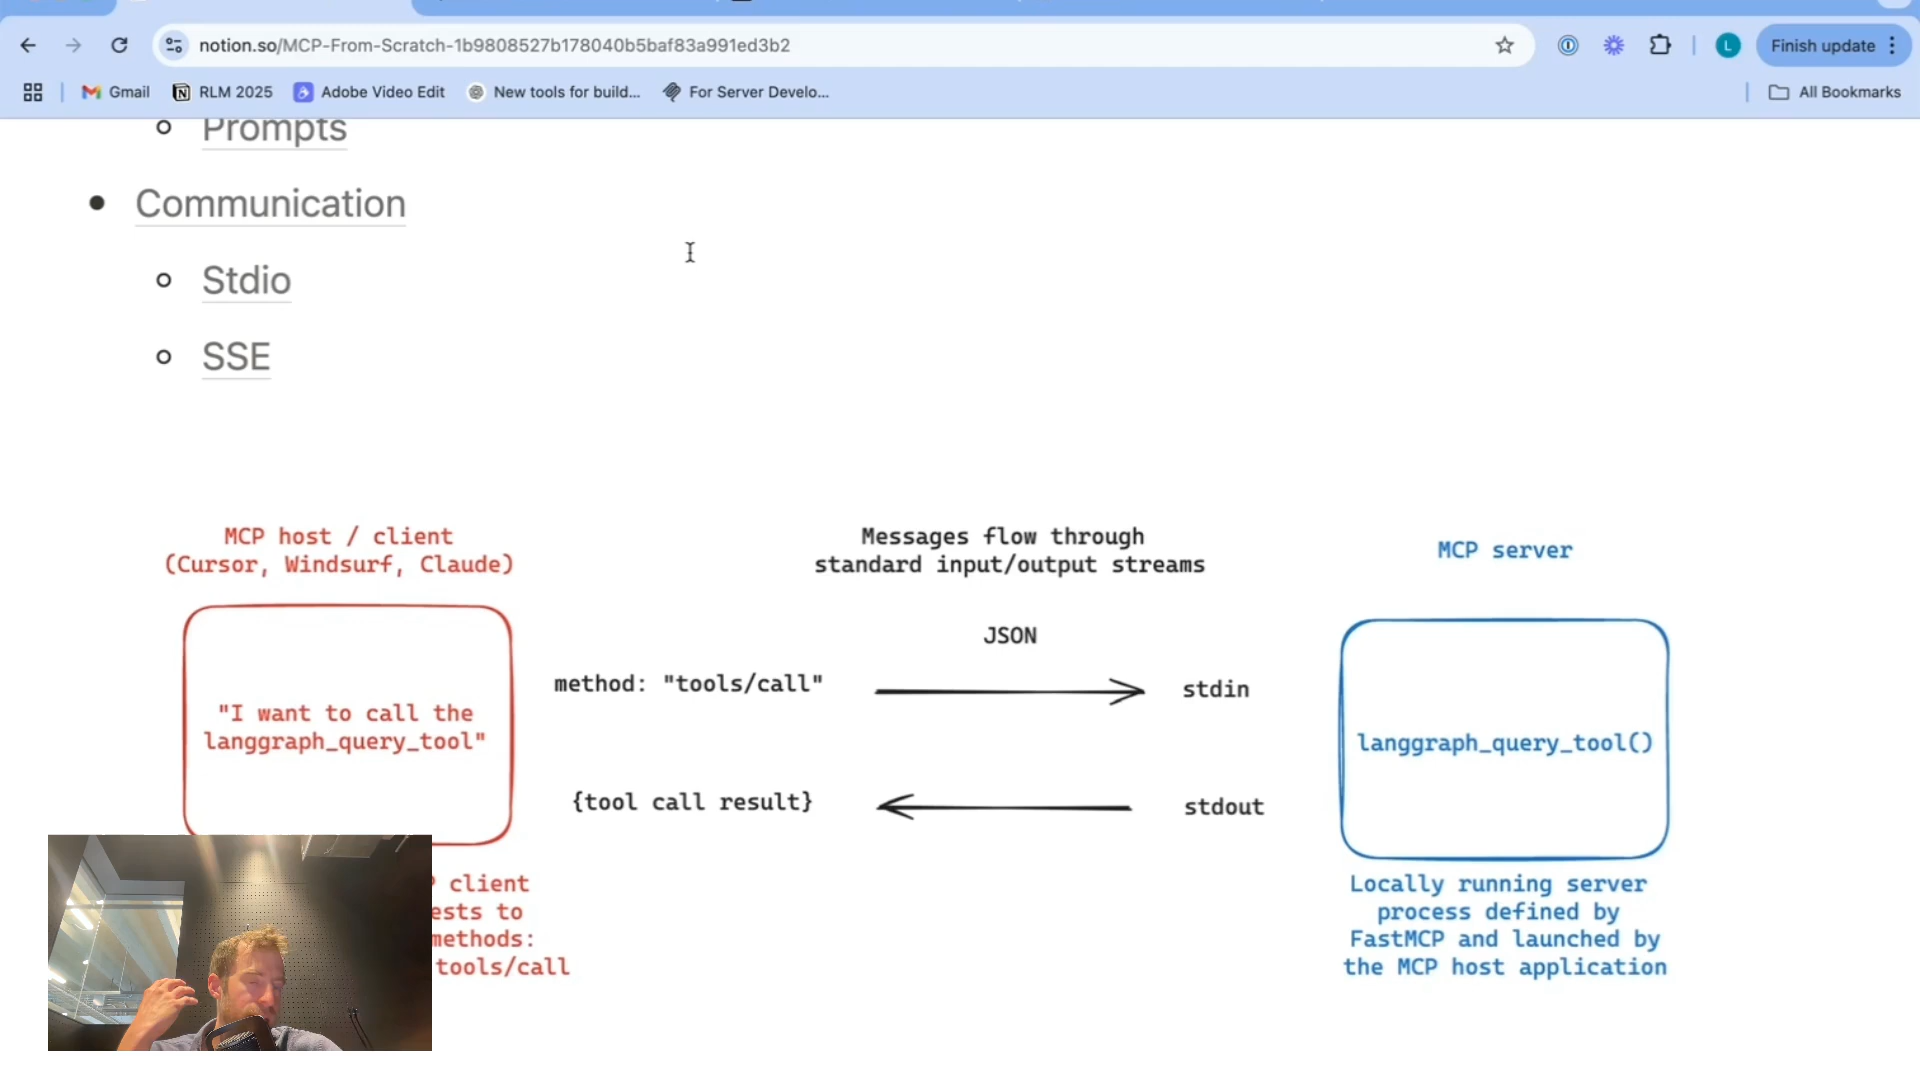 notion.so/MCP-From-Scratch-1b9808527b178040b5baf83a991ed3b2
L
Finish update
Gmail
RLM 2025
Adobe Video Edit
New tools for build...
For Server Develo...
All Bookmarks
Prompts
Communication
Stdio
SSE
MCP host / client
(Cursor, Windsurf, Claude)
"I want to call the
langgraph_query_tool"
Messages flow through
standard input/output streams
JSON
method: "tools/call"
stdin
{tool call result}
stdout
MCP server
langgraph_query_tool()
client
to
methods:
tools/call
Locally running server
process defined by
FastMCP and launched by
the MCP host application